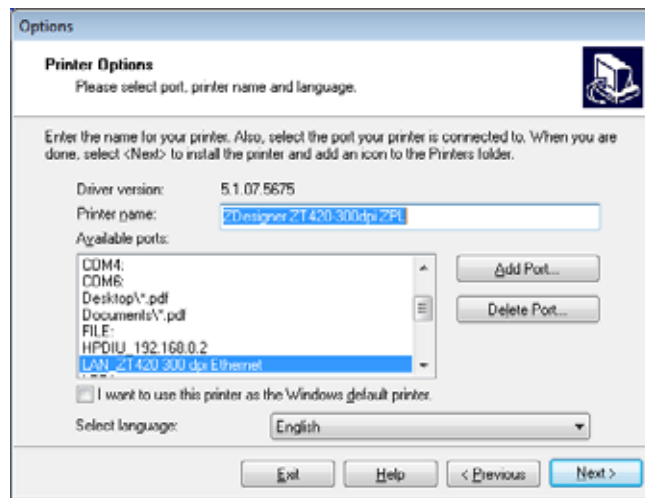 Options
Printer Options
Please select port, printer name and language.
Enter the name for your printer. Also, select the port your printer is connected to. When you are
done, select <Next> to install the printer and add an icon to the Printers folder.
Driver version: 5.1.07.5675
Printer name: ZDesigner ZT420-300dpi ZPL
Available ports:
COM4:
COM6:
Desktop\*.pdf
Documents\*.pdf
FILE:
HPDIU_192.168.0.2
LAN_ZT420 300 dpi Ethernet
Add Port...
Delete Port...
I want to use this printer as the Windows default printer.
Select language: English
Exit Help < Previous Next >